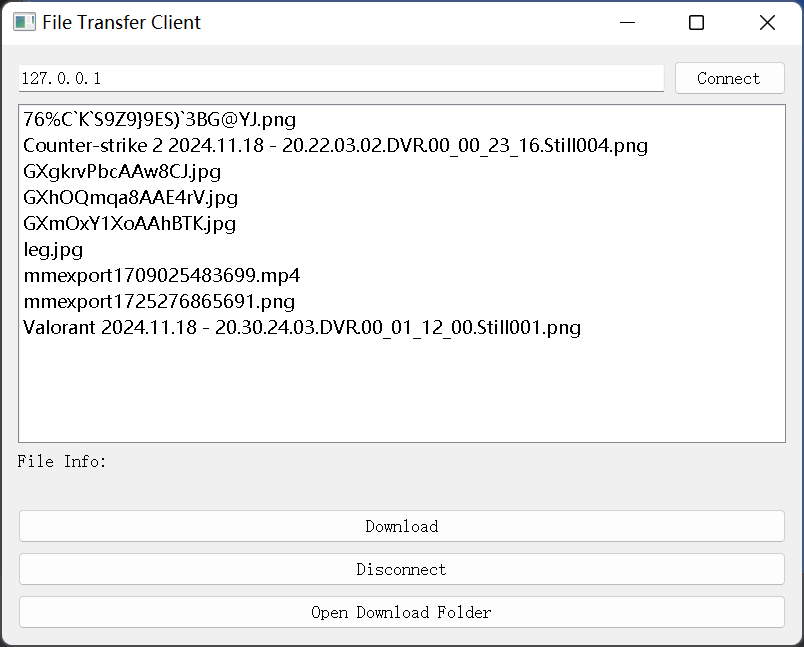 File Transfer Client
127.0.0.1
Connect
76%C`K`S9Z9}9ES)`3BG@YJ.png
Counter-strike 2 2024.11.18 - 20.22.03.02.DVR.00_00_23_16.Still004.png
GXgkrvPbcAAw8CJ.jpg
GXhOQmqa8AAE4rV.jpg
GXmOxY1XoAAhBTK.jpg
leg.jpg
mmexport1709025483699.mp4
mmexport1725276865691.png
Valorant 2024.11.18 - 20.30.24.03.DVR.00_01_12_00.Still001.png
File Info:
Download
Disconnect
Open Download Folder